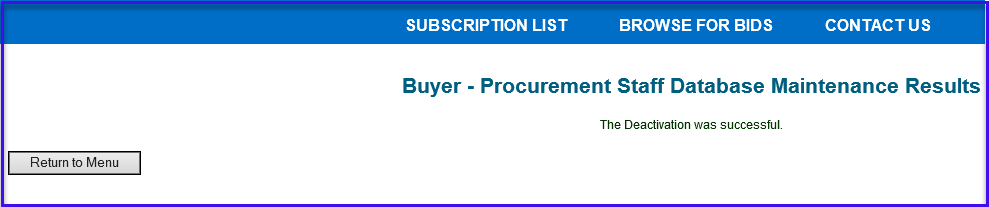 SUBSCRIPTION LIST BROWSE FOR BIDS CONTACT US
Buyer - Procurement Staff Database Maintenance Results
The Deactivation was successful.
Return to Menu